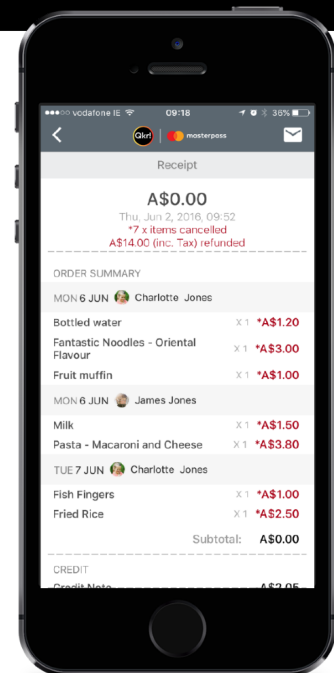 vodafone IE 09:18 36%
Qkr! masterpass
Receipt
A$0.00
Thu, Jun 2, 2016, 09:52
*7 x items cancelled
A$14.00 (inc. Tax) refunded
ORDER SUMMARY
MON 6 JUN Charlotte Jones
Bottled water X 1 *A$1.20
Fantastic Noodles - Oriental
Flavour X 1 *A$3.00
Fruit muffin X 1 *A$1.00
MON 6 JUN James Jones
Milk X 1 *A$1.50
Pasta - Macaroni and Cheese X 1 *A$3.80
TUE 7 JUN Charlotte Jones
Fish Fingers X 1 *A$1.00
Fried Rice X 1 *A$2.50
Subtotal: A$0.00
CREDIT
Credit Note